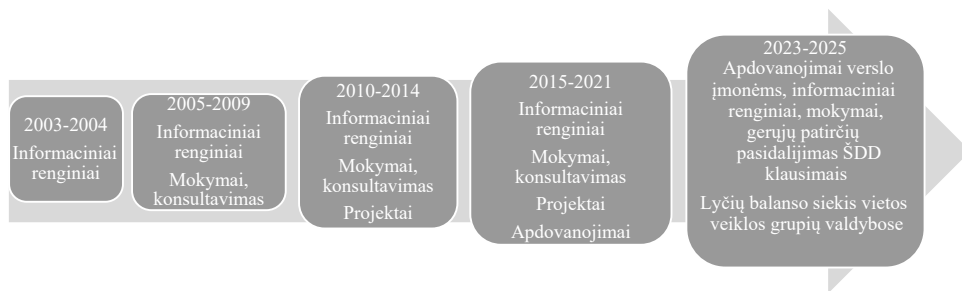 2003-2004
Informaciniai
renginiai
2005-2009
Informaciniai
renginiai
Mokymai,
konsultavimas
2010-2014
Informaciniai
renginiai
Mokymai,
konsultavimas
Projektai
2015-2021
Informaciniai
renginiai
Mokymai,
konsultavimas
Projektai
Apdovanojimai
2023-2025
Apdovanojimai verslo
įmonėms, informaciniai
renginiai, mokymai,
gerųjų patirčių
pasidalijimas ŠDD
klausimais
Lyčių balanso siekis vietos
veiklos grupių valdybose